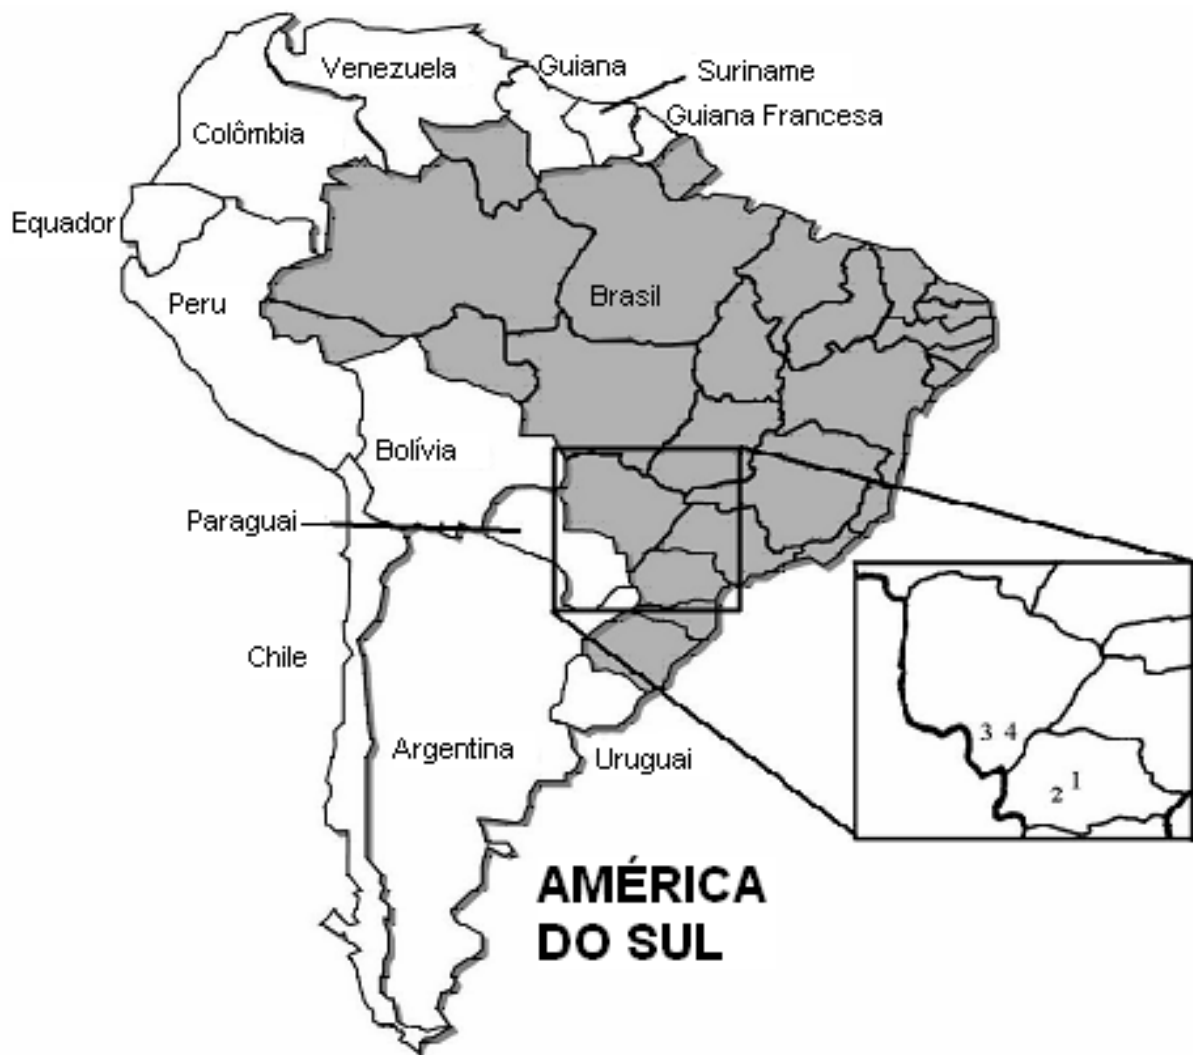 Venezuela
Guiana
Suriname
Guiana Francesa
Colômbia
Equador
Peru
Brasil
Bolívia
Paraguai
Chile
Argentina
Uruguai
3 4
1
2
AMÉRICA
DO SUL